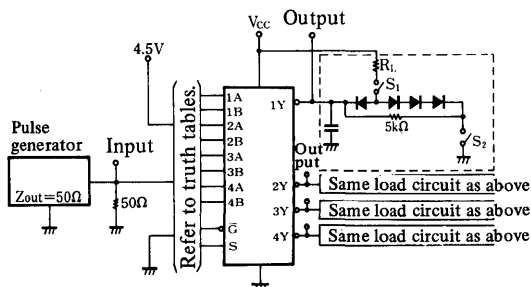 Output
Vcc
4.5V
RL
S1
1A
1B
2A
2B
3A
3B
4A
4B
G̅
S
1Y
5kΩ
S2
Refer to truth tables.
Pulse
generator
Zout=50Ω
Input
50Ω
Out
put
2Y
Same load circuit as above
3Y
Same load circuit as above
4Y
Same load circuit as above